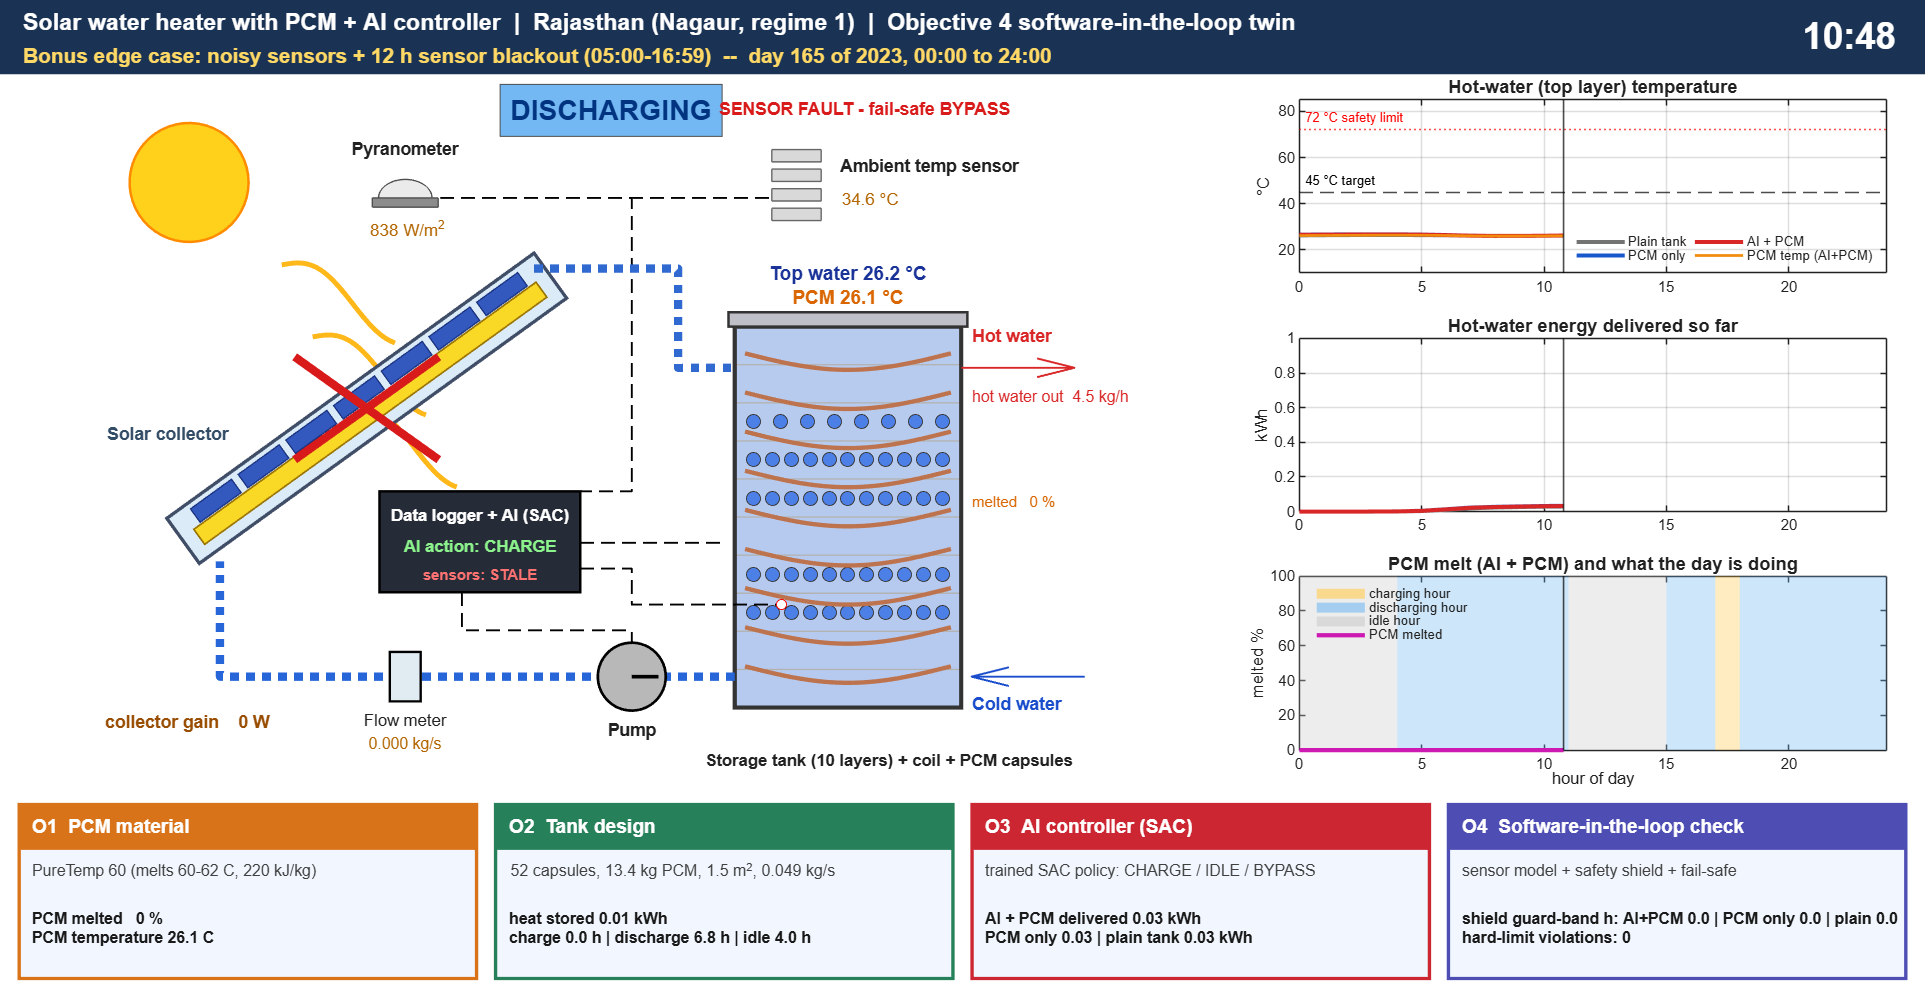 Solar water heater with PCM + AI controller | Rajasthan (Nagaur, regime 1) | Objective 4 software-in-the-loop twin
10:48
Bonus edge case: noisy sensors + 12 h sensor blackout (05:00-16:59) -- day 165 of 2023, 00:00 to 24:00
DISCHARGING
SENSOR FAULT - fail-safe BYPASS
Pyranometer
838 W/m2
Ambient temp sensor
34.6 °C
Top water 26.2 °C
PCM 26.1 °C
Hot water
hot water out 4.5 kg/h
Solar collector
melted 0 %
Data logger + AI (SAC)
AI action: CHARGE
sensors: STALE
collector gain 0 W
Flow meter
0.000 kg/s
Pump
Cold water
Storage tank (10 layers) + coil + PCM capsules
Hot-water (top layer) temperature
°C
80
60
40
20
72 °C safety limit
45 °C target
Plain tank
AI + PCM
PCM only
PCM temp (AI+PCM)
0 5 10 15 20
Hot-water energy delivered so far
kWh
1
0.8
0.6
0.4
0.2
0
0 5 10 15 20
PCM melt (AI + PCM) and what the day is doing
melted %
100
80
60
40
20
0
charging hour
discharging hour
idle hour
PCM melted
0 5 10 15 20
hour of day
O1 PCM material
PureTemp 60 (melts 60-62 C, 220 kJ/kg)
PCM melted 0 %
PCM temperature 26.1 C
O2 Tank design
52 capsules, 13.4 kg PCM, 1.5 m2, 0.049 kg/s
heat stored 0.01 kWh
charge 0.0 h | discharge 6.8 h | idle 4.0 h
O3 AI controller (SAC)
trained SAC policy: CHARGE / IDLE / BYPASS
AI + PCM delivered 0.03 kWh
PCM only 0.03 | plain tank 0.03 kWh
O4 Software-in-the-loop check
sensor model + safety shield + fail-safe
shield guard-band h: AI+PCM 0.0 | PCM only 0.0 | plain 0.0
hard-limit violations: 0